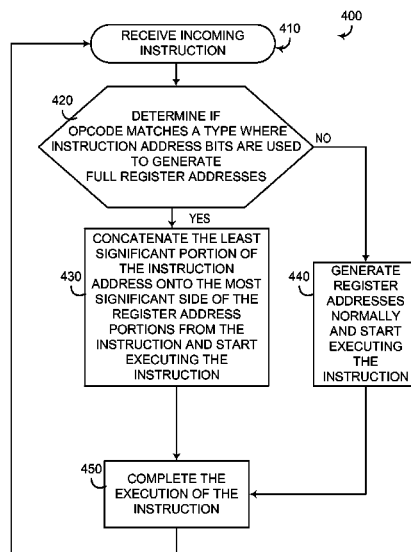 400
RECEIVE INCOMING
INSTRUCTION
410
420
DETERMINE IF
OPCODE MATCHES A TYPE WHERE
INSTRUCTION ADDRESS BITS ARE USED
TO GENERATE
FULL REGISTER ADDRESSES
NO
YES
430
CONCATENATE THE LEAST
SIGNIFICANT PORTION OF
THE INSTRUCTION
ADDRESS ONTO THE MOST
SIGNIFICANT SIDE OF THE
REGISTER ADDRESS
PORTIONS FROM THE
INSTRUCTION AND START
EXECUTING THE
INSTRUCTION
440
GENERATE
REGISTER
ADDRESSES
NORMALLY
AND START
EXECUTING
THE
INSTRUCTION
450
COMPLETE THE
EXECUTION OF THE
INSTRUCTION